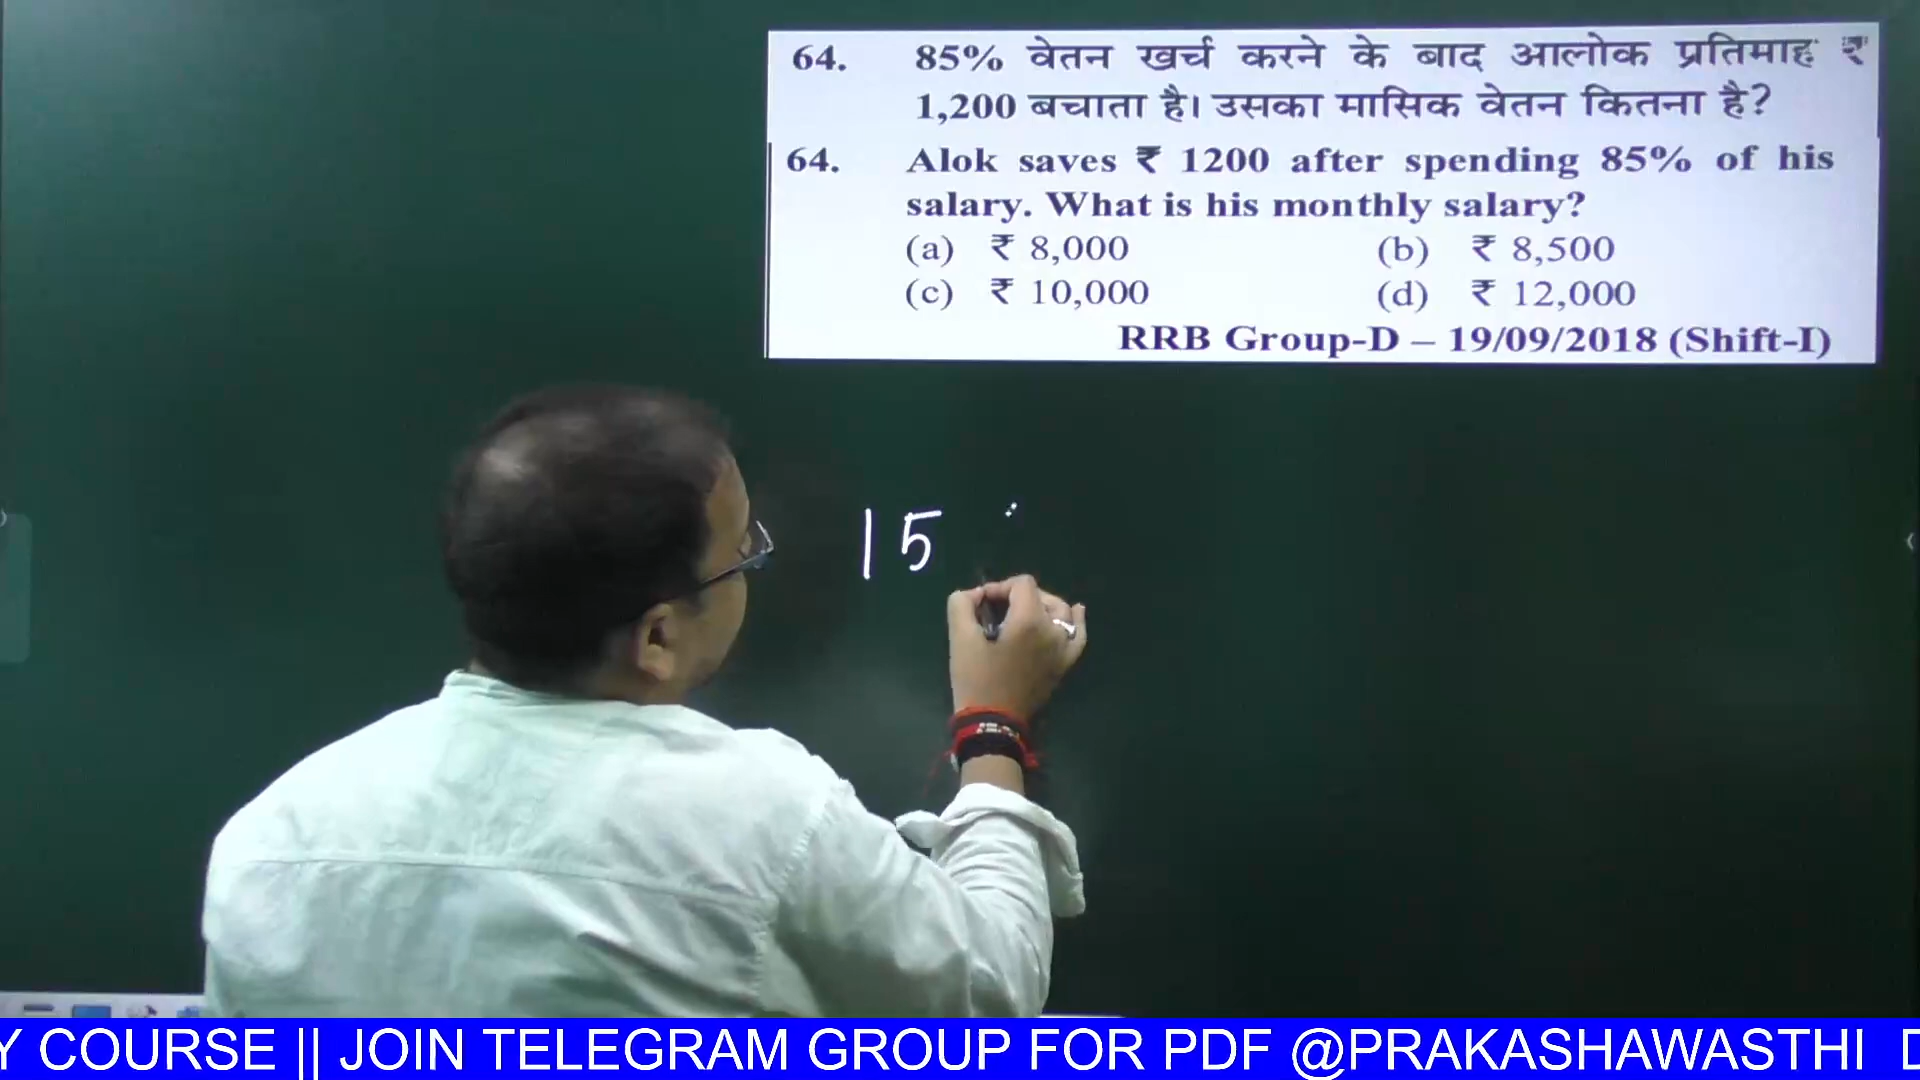 64. 85% वेतन खर्च करने के बाद आलोक प्रतिमाह ₹
1,200 बचाता है। उसका मासिक वेतन कितना है?
64. Alok saves ₹ 1200 after spending 85% of his
salary. What is his monthly salary?
(a) ₹ 8,000 (b) ₹ 8,500
(c) ₹ 10,000 (d) ₹ 12,000
RRB Group-D – 19/09/2018 (Shift-I)
15
Y COURSE || JOIN TELEGRAM GROUP FOR PDF @PRAKASHAWASTHI